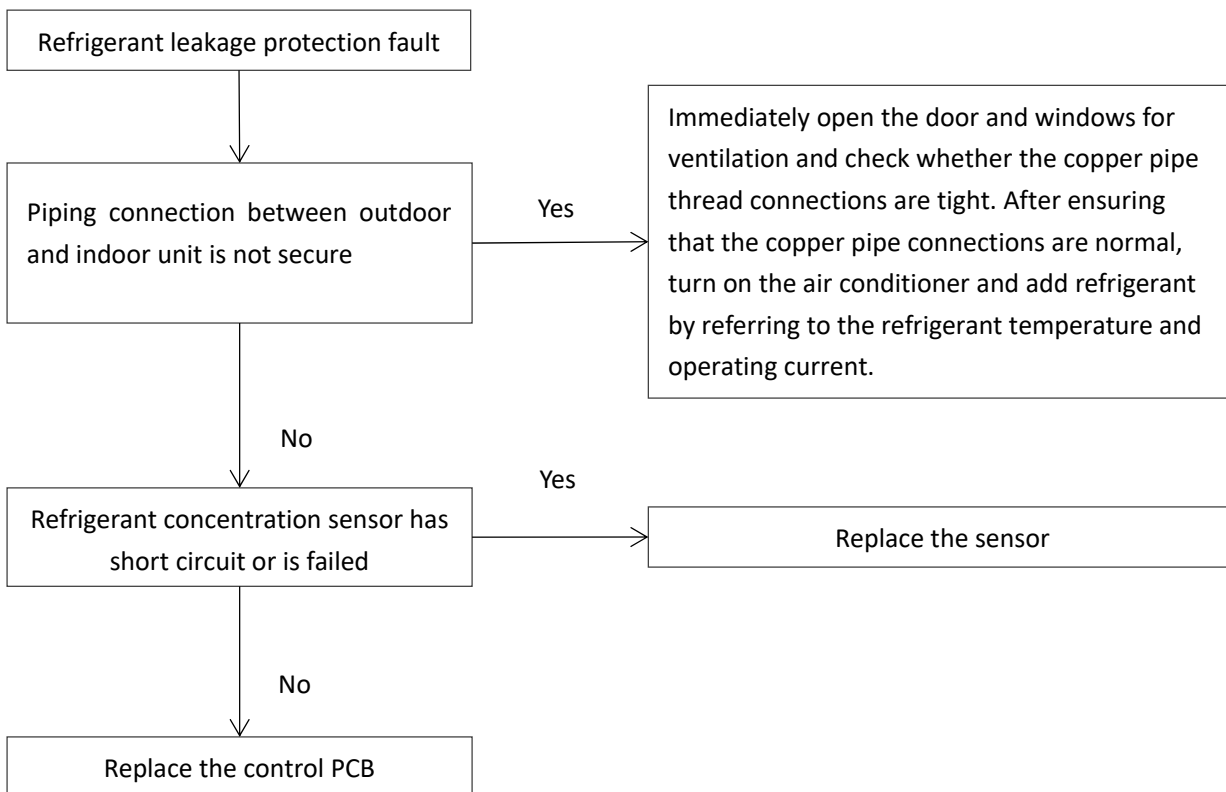 Refrigerant leakage protection fault
Piping connection between outdoor
and indoor unit is not secure
Yes
Immediately open the door and windows for
ventilation and check whether the copper pipe
thread connections are tight. After ensuring
that the copper pipe connections are normal,
turn on the air conditioner and add refrigerant
by referring to the refrigerant temperature and
operating current.
No
Refrigerant concentration sensor has
short circuit or is failed
Yes
Replace the sensor
No
Replace the control PCB